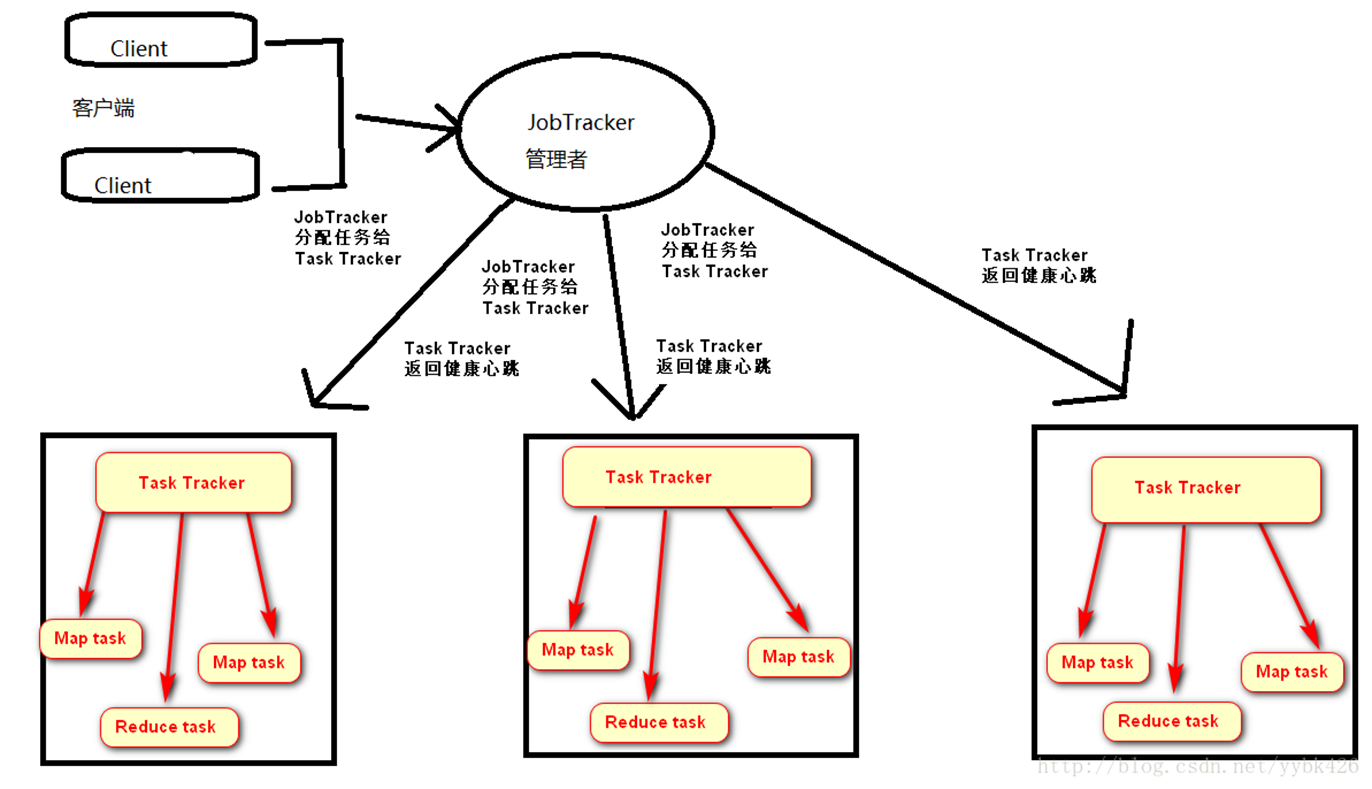 Client
客户端
Client
JobTracker
管理者
JobTracker
分配任务给
Task Tracker
JobTracker
分配任务给
Task Tracker
JobTracker
分配任务给
Task Tracker
Task Tracker
返回健康心跳
Task Tracker
返回健康心跳
Task Tracker
返回健康心跳
Task Tracker
Map task
Map task
Reduce task
Task Tracker
Map task
Map task
Reduce task
Task Tracker
Map task
Map task
Reduce task
http://blog.csdn.net/yybk426